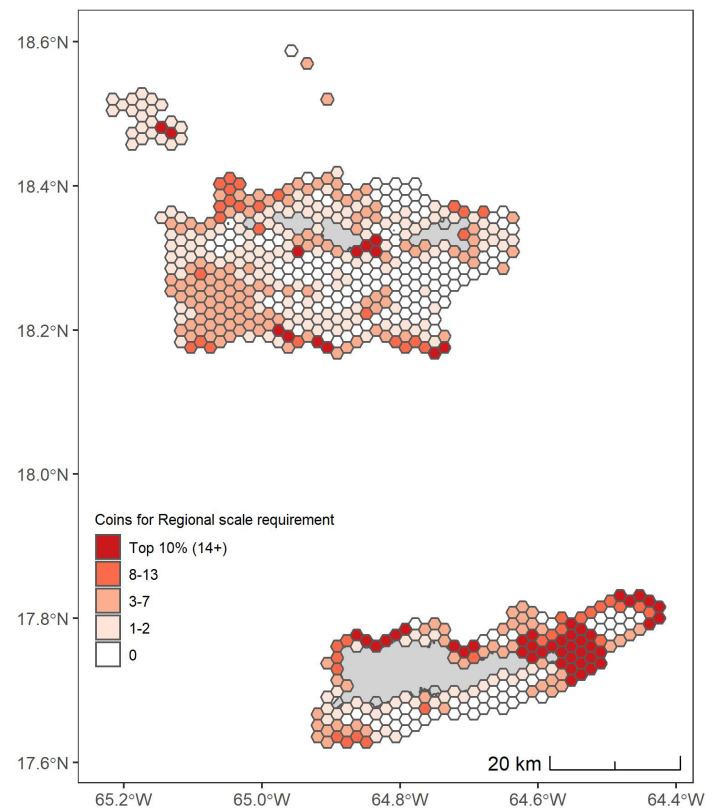 18.6°N
18.4°N
18.2°N
18.0°N
Coins for Regional scale requirement
Top 10% (14+)
8-13
3-7
1-2
0
17.8°N
17.6°N
20 km
65.2°W 65.0°W 64.8°W 64.6°W 64.4°W